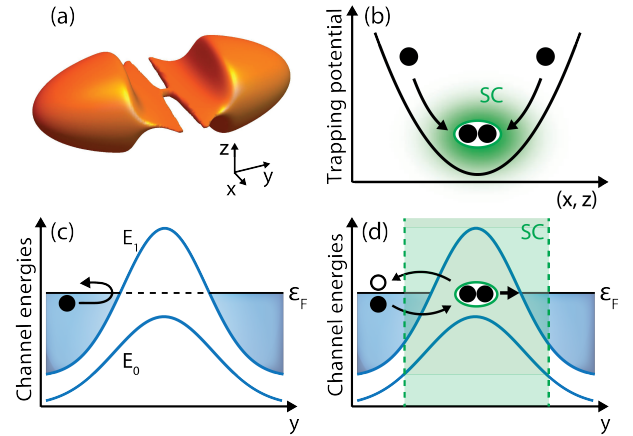 (a)
z
y
x
(b)
Trapping potential
SC
(x, z)
(c)
Channel energies
E₁
E₀
εF
y
(d)
Channel energies
SC
εF
y